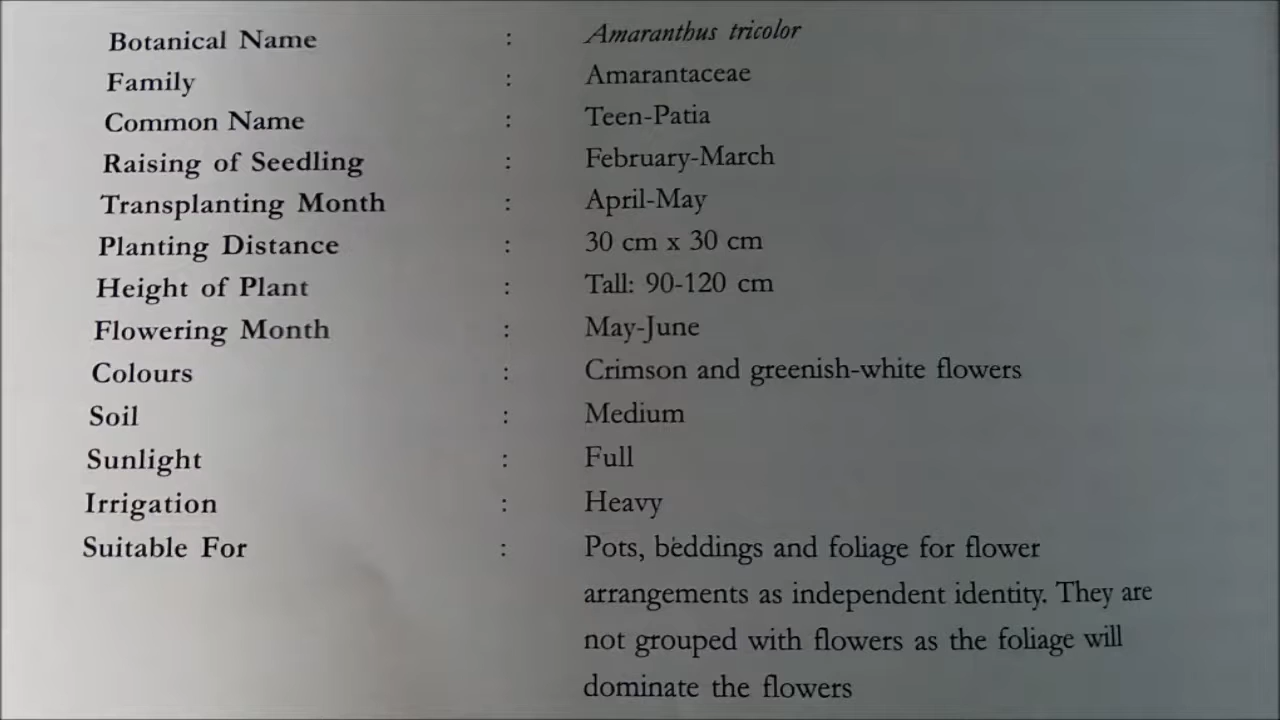 Botanical Name : Amaranthus tricolor
Family : Amarantaceae
Common Name : Teen-Patia
Raising of Seedling : February-March
Transplanting Month : April-May
Planting Distance : 30 cm x 30 cm
Height of Plant : Tall: 90-120 cm
Flowering Month : May-June
Colours : Crimson and greenish-white flowers
Soil : Medium
Sunlight : Full
Irrigation : Heavy
Suitable For : Pots, beddings and foliage for flower
arrangements as independent identity. They are
not grouped with flowers as the foliage will
dominate the flowers